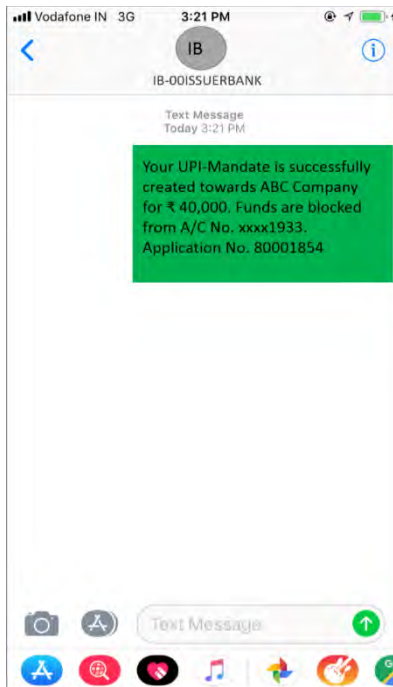 Vodafone IN 3G 3:21 PM
IB
IB-00ISSUERBANK
Text Message
Today 3:21 PM
Your UPI-Mandate is successfully
created towards ABC Company
for ₹ 40,000. Funds are blocked
from A/C No. xxxx1933.
Application No. 80001854
Text Message